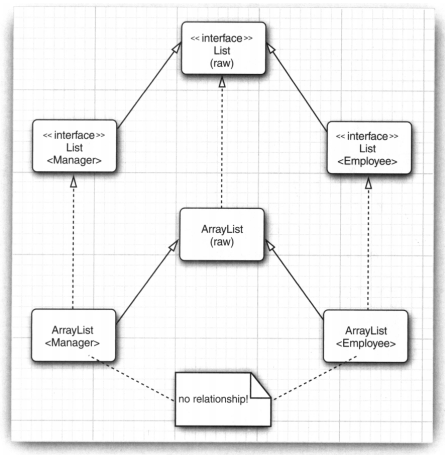 << interface >>
List
(raw)
<< interface >>
List
<Manager>
<< interface >>
List
<Employee>
ArrayList
(raw)
ArrayList
<Manager>
ArrayList
<Employee>
no relationship!